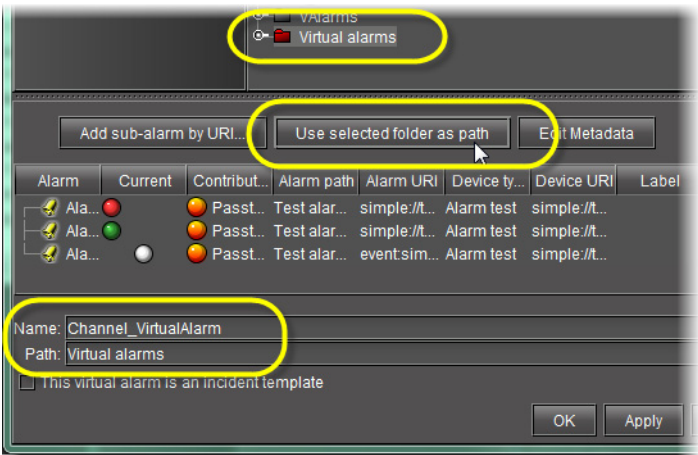 VAlarms
Virtual alarms
Add sub-alarm by URI... Use selected folder as path Edit Metadata
Alarm Current Contribut... Alarm path Alarm URI Device ty... Device URI Label
Ala... Passt... Test alar... simple://t... Alarm test simple://t...
Ala... Passt... Test alar... simple://t... Alarm test simple://t...
Ala... Passt... Test alar... event:sim... Alarm test simple://t...
Name: Channel_VirtualAlarm
Path: Virtual alarms
This virtual alarm is an incident template
OK Apply